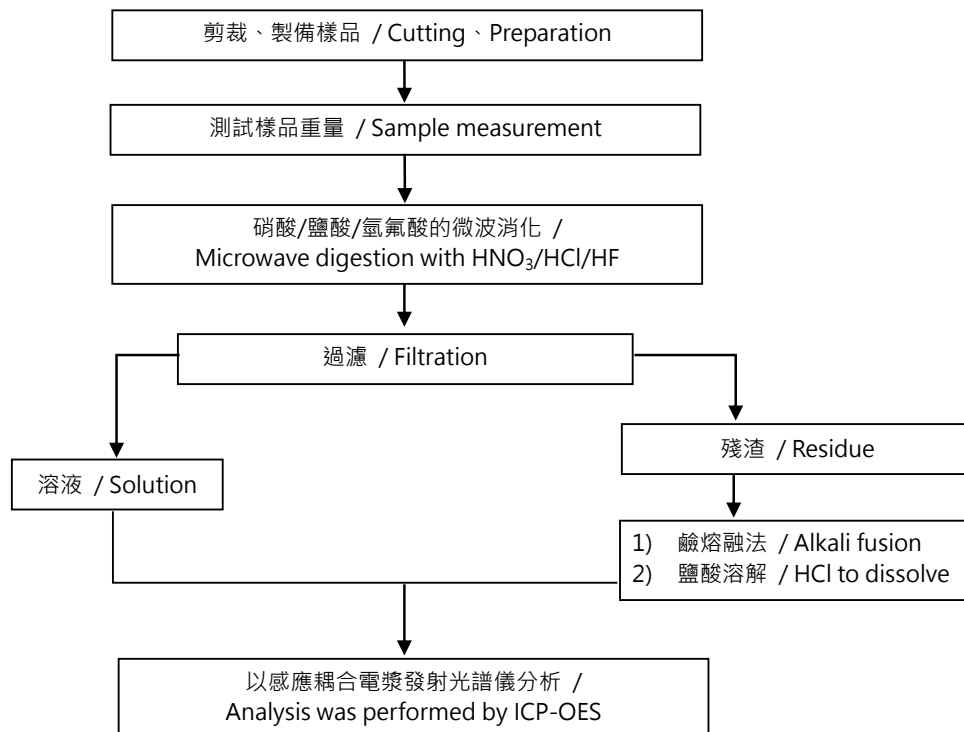 剪裁、製備樣品 / Cutting、Preparation
測試樣品重量 / Sample measurement
硝酸/鹽酸/氫氟酸的微波消化 /
Microwave digestion with HNO₃/HCl/HF
過濾 / Filtration
溶液 / Solution
殘渣 / Residue
1) 鹼熔融法 / Alkali fusion
2) 鹽酸溶解 / HCl to dissolve
以感應耦合電漿發射光譜儀分析 /
Analysis was performed by ICP-OES